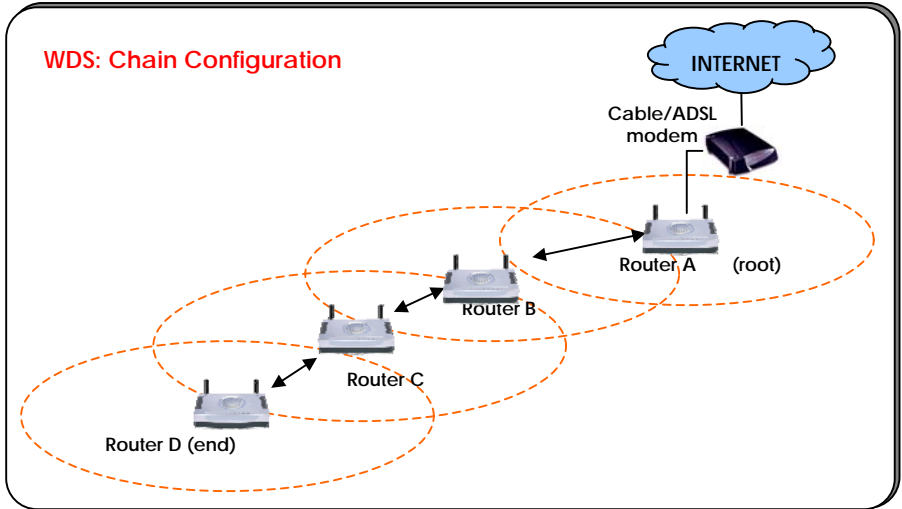 WDS: Chain Configuration
INTERNET
Cable/ADSL
modem
Router A (root)
Router B
Router C
Router D (end)